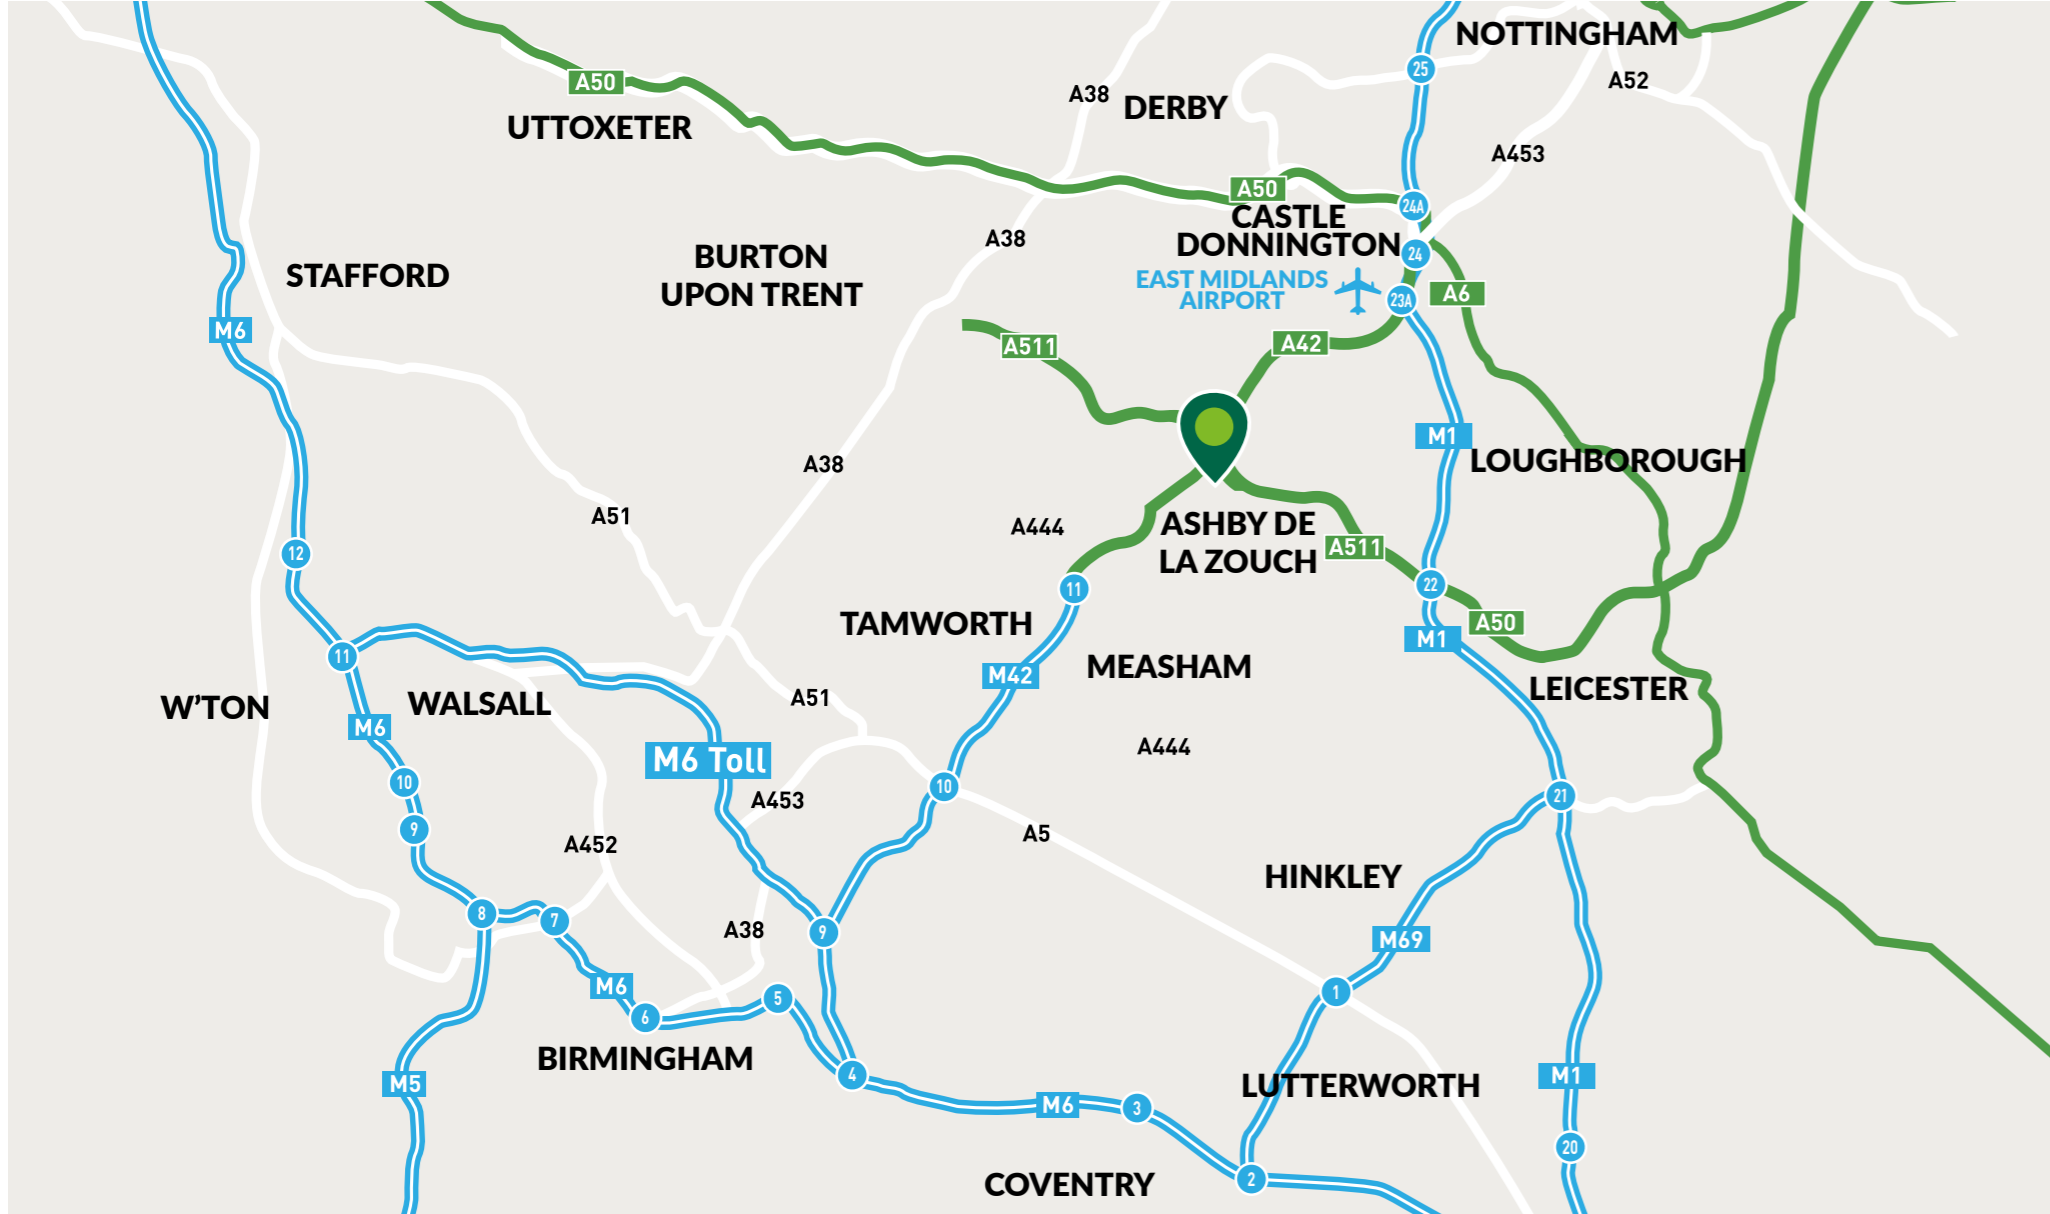 NOTTINGHAM
25
A50
A52
A38
DERBY
UTTOXETER
A453
A50
24A
CASTLE
DONNINGTON
A38
24
BURTON
UPON TRENT
STAFFORD
EAST MIDLANDS
AIRPORT
23A
A6
M6
A511
A42
M1
LOUGHBOROUGH
A38
A51
A444
ASHBY DE
LA ZOUCH
A511
12
22
11
A50
TAMWORTH
M1
11
MEASHAM
M42
LEICESTER
W'TON
WALSALL
A51
M6
A444
M6 Toll
10
10
21
A453
9
A5
A452
HINKLEY
8
7
A38
9
M69
M6
5
1
6
BIRMINGHAM
4
M5
LUTTERWORTH
M1
M6
3
20
COVENTRY
2